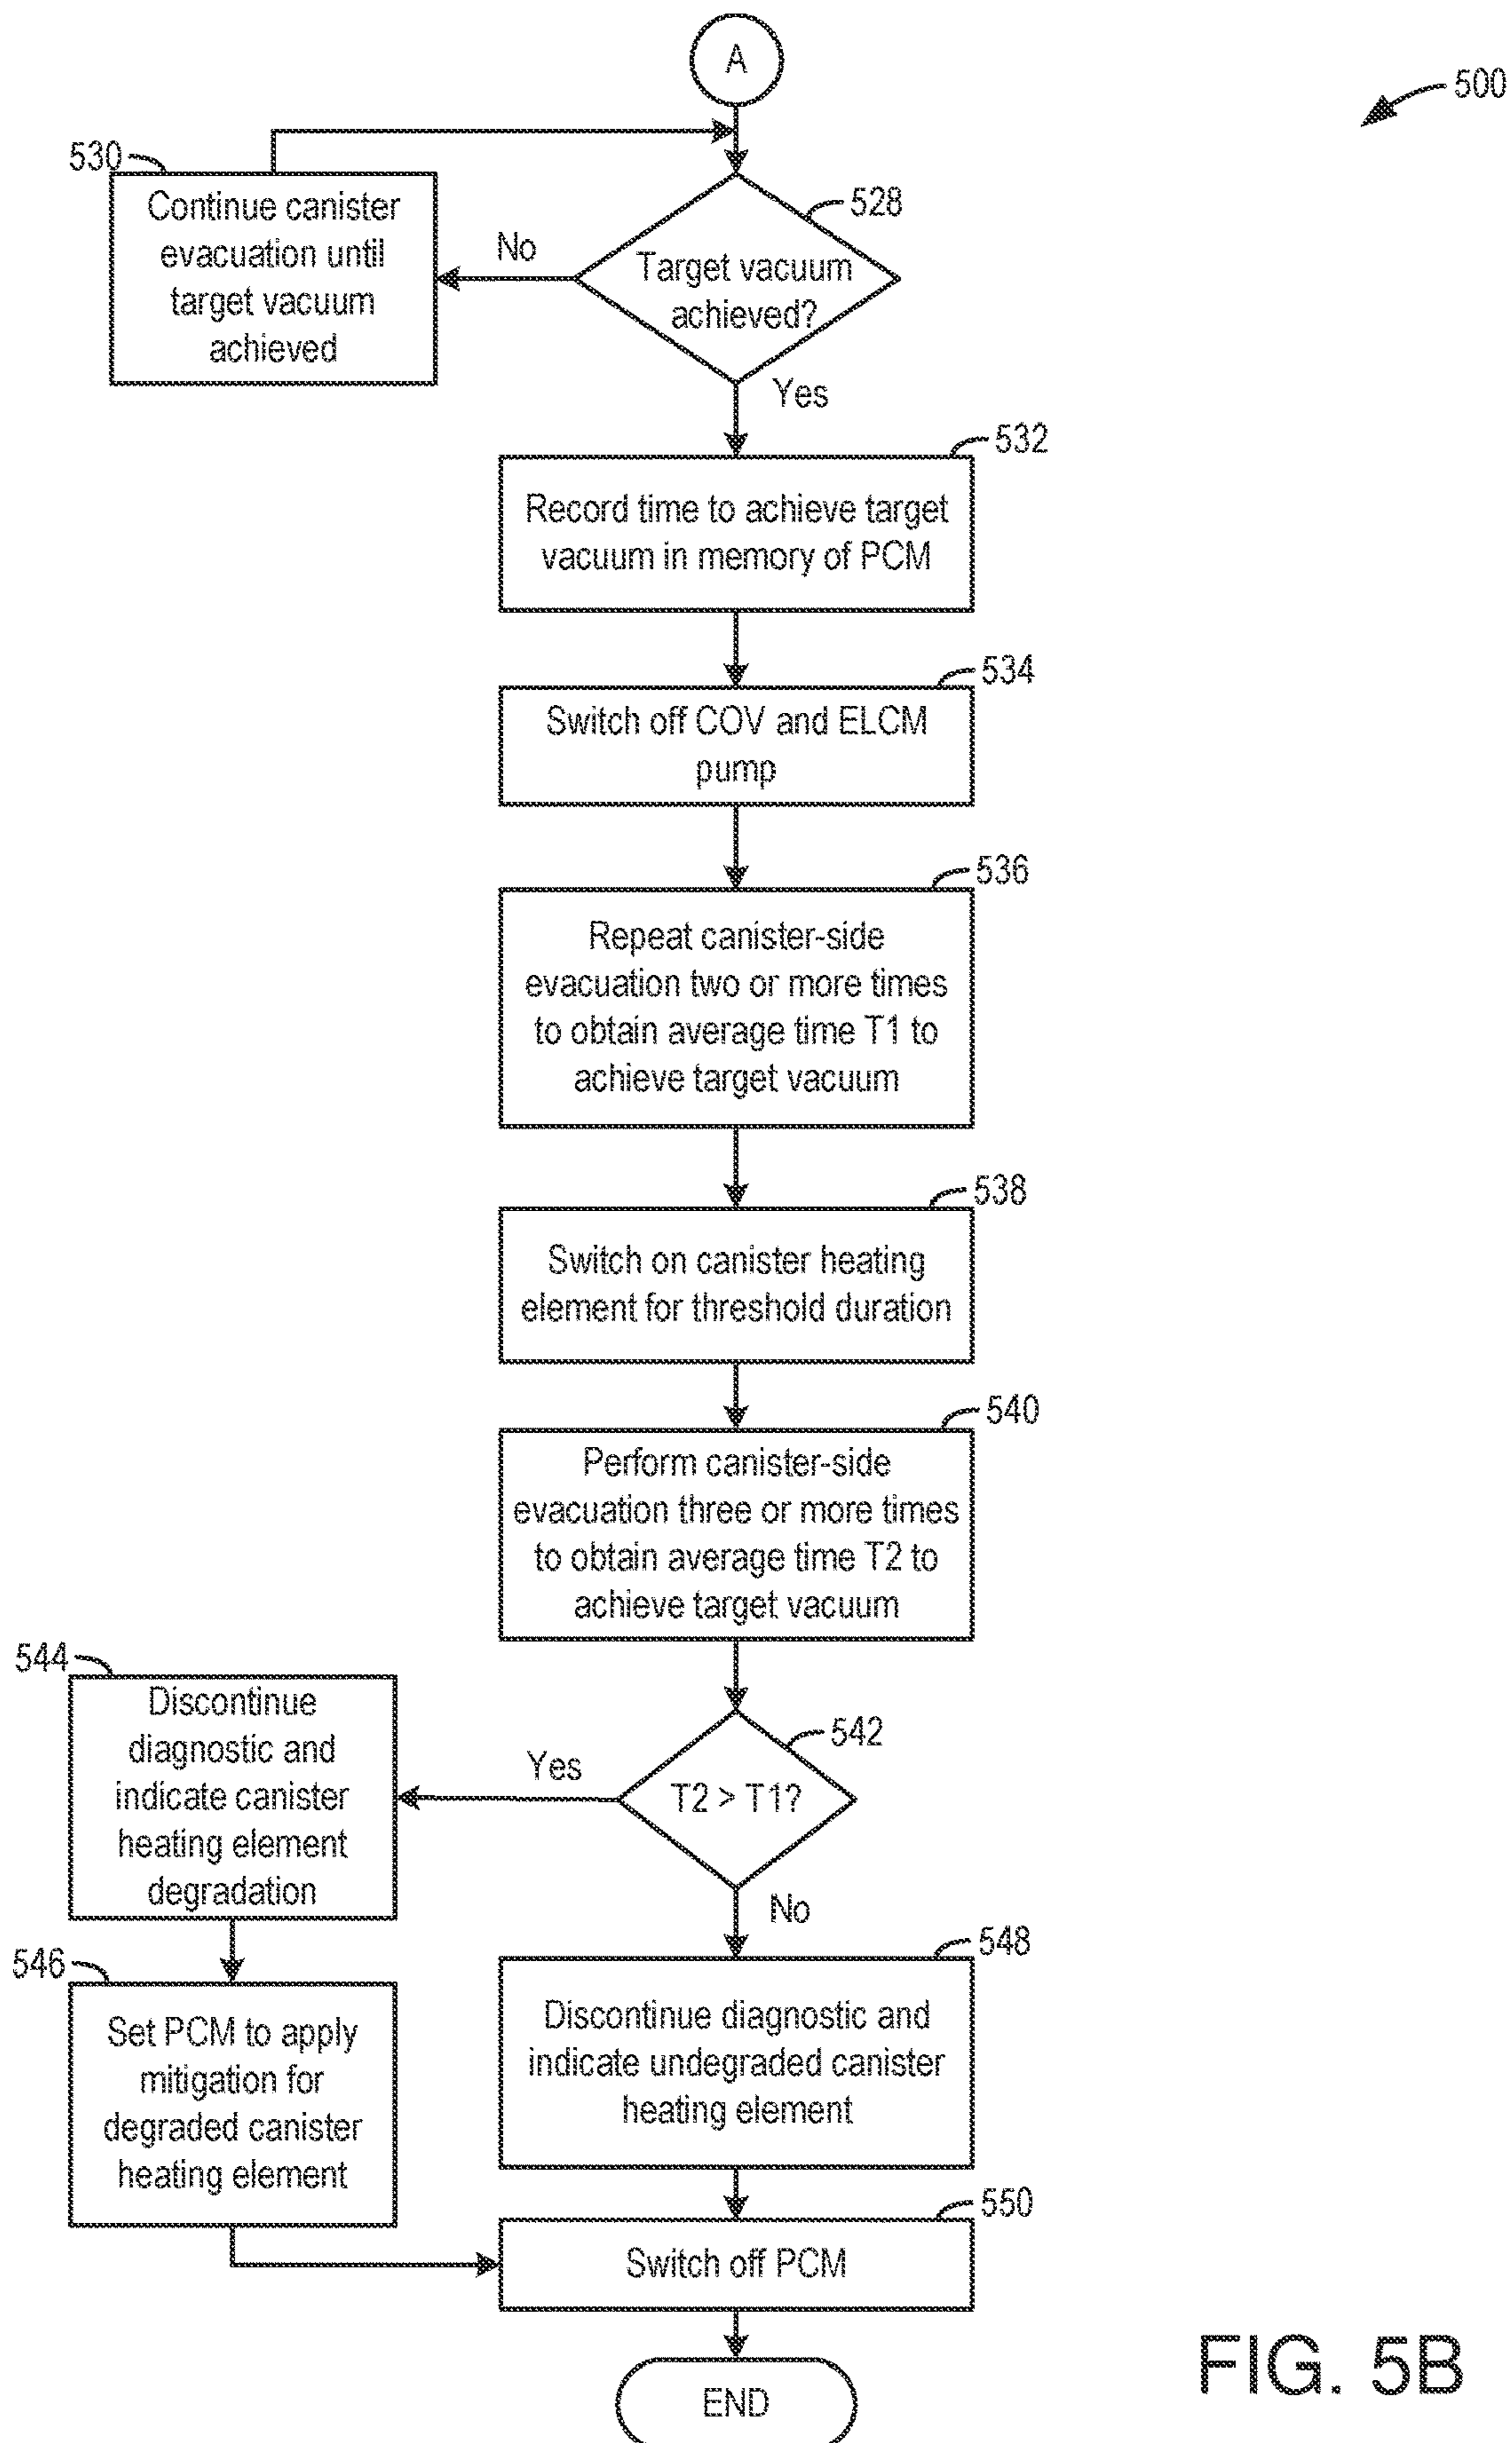 A
500
530
Continue canister
evacuation until
target vacuum
achieved
No
528
Target vacuum
achieved?
Yes
532
Record time to achieve target
vacuum in memory of PCM
534
Switch off COV and ELCM
pump
536
Repeat canister-side
evacuation two or more times
to obtain average time T1 to
achieve target vacuum
538
Switch on canister heating
element for threshold duration
540
Perform canister-side
evacuation three or more times
to obtain average time T2 to
achieve target vacuum
544
Discontinue
diagnostic and
indicate canister
heating element
degradation
Yes
542
T2 > T1?
No
546
Set PCM to apply
mitigation for
degraded canister
heating element
548
Discontinue diagnostic and
indicate undegraded canister
heating element
550
Switch off PCM
END
FIG. 5B